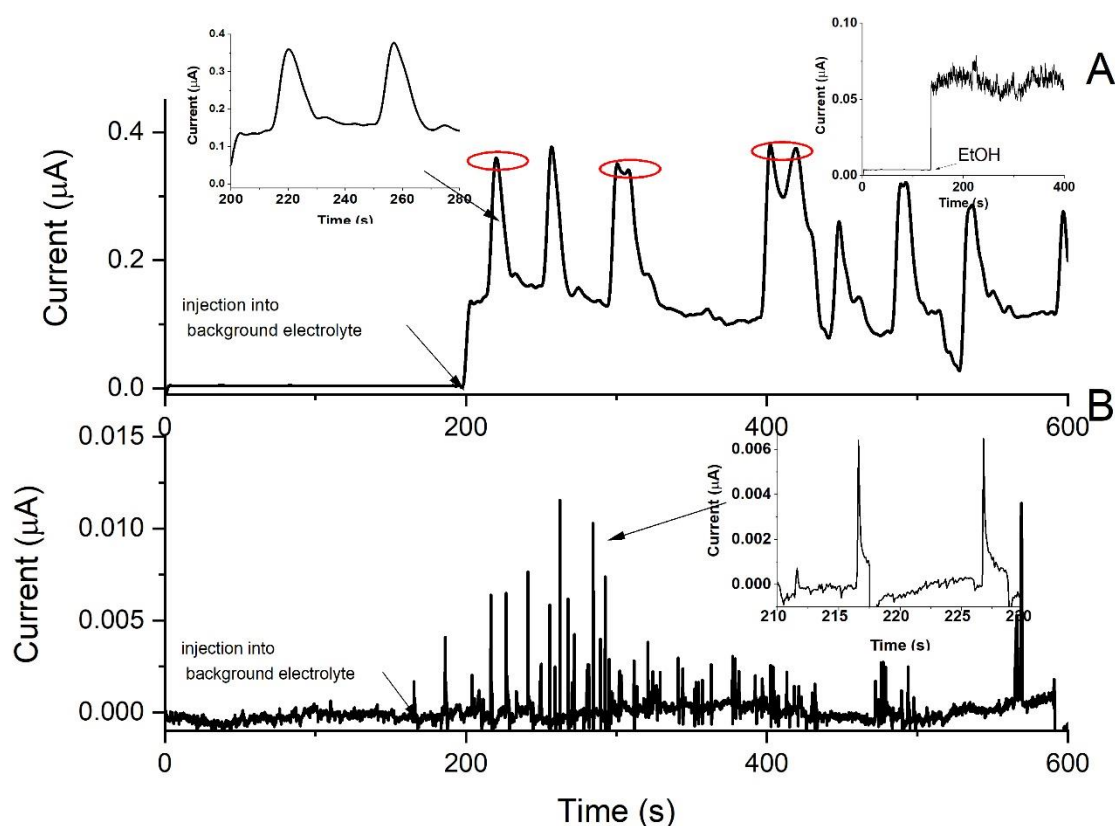 A
Current (μA)
0.4
0.2
0.0
0
200
400
600
injection into
background electrolyte
Current (μA)
0.4
0.3
0.2
0.1
0.0
200 220 240 260 280
Time (s)
Current (μA)
0.10
0.05
0.00
EtOH
200 400
Time (s)
B
Current (μA)
0.015
0.010
0.005
0.000
injection into
background electrolyte
Current (μA)
0.006
0.004
0.002
0.000
210 215 220 225 230
Time (s)
0
200
400
600
Time (s)